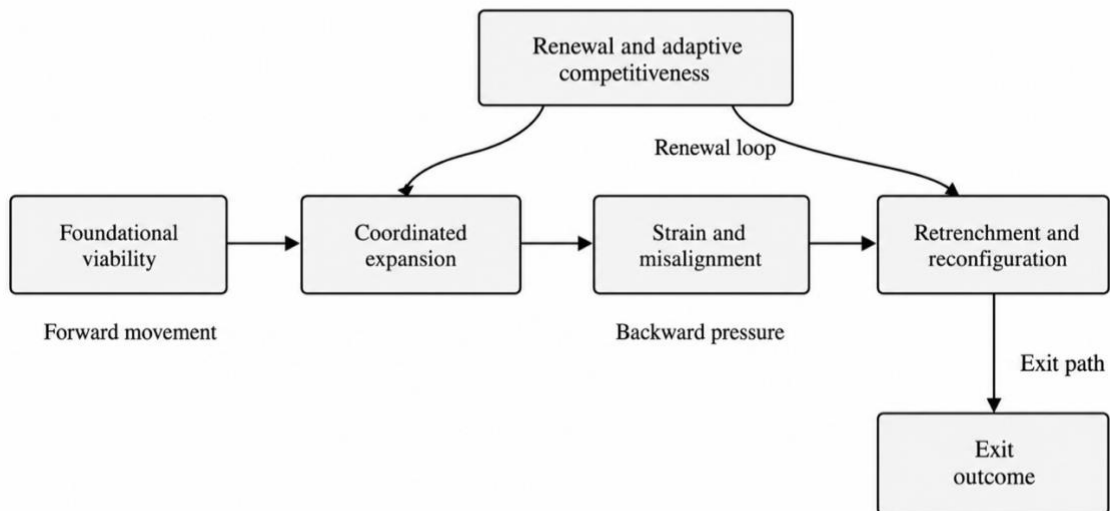 Renewal and adaptive
competitiveness
Renewal loop
Foundational
viability
Coordinated
expansion
Strain and
misalignment
Retrenchment and
reconfiguration
Forward movement
Backward pressure
Exit path
Exit
outcome